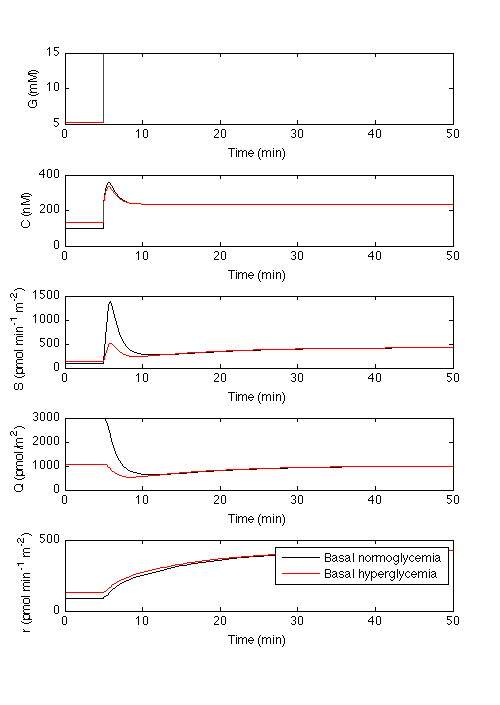 15
5
G (mM)
0 10 20 30 40 50
Time (min)
400
200
0
C (nM)
0 10 20 30 40 50
Time (min)
1500
1000
500
0
S (pmol min-1 m-2)
0 10 20 30 40 50
Time (min)
3000
2000
1000
0
Q (pmol/m2)
0 10 20 30 40 50
Time (min)
500
0
r (pmol min-1 m-2)
Basal normoglycemia
Basal hyperglycemia
0 10 20 30 40 50
Time (min)